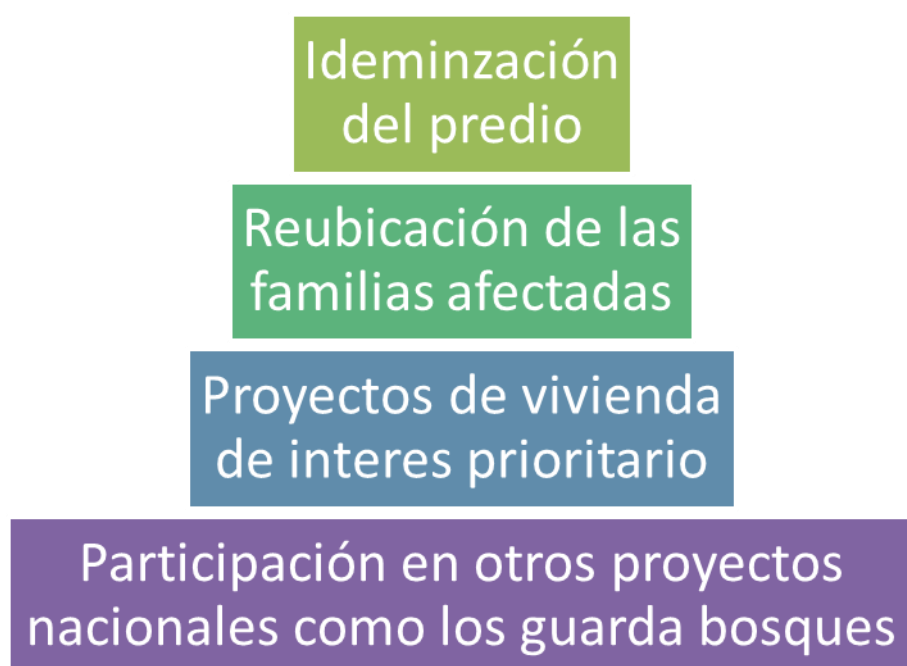 Ideminzación
del predio
Reubicación de las
familias afectadas
Proyectos de vivienda
de interes prioritario
Participación en otros proyectos
nacionales como los guarda bosques